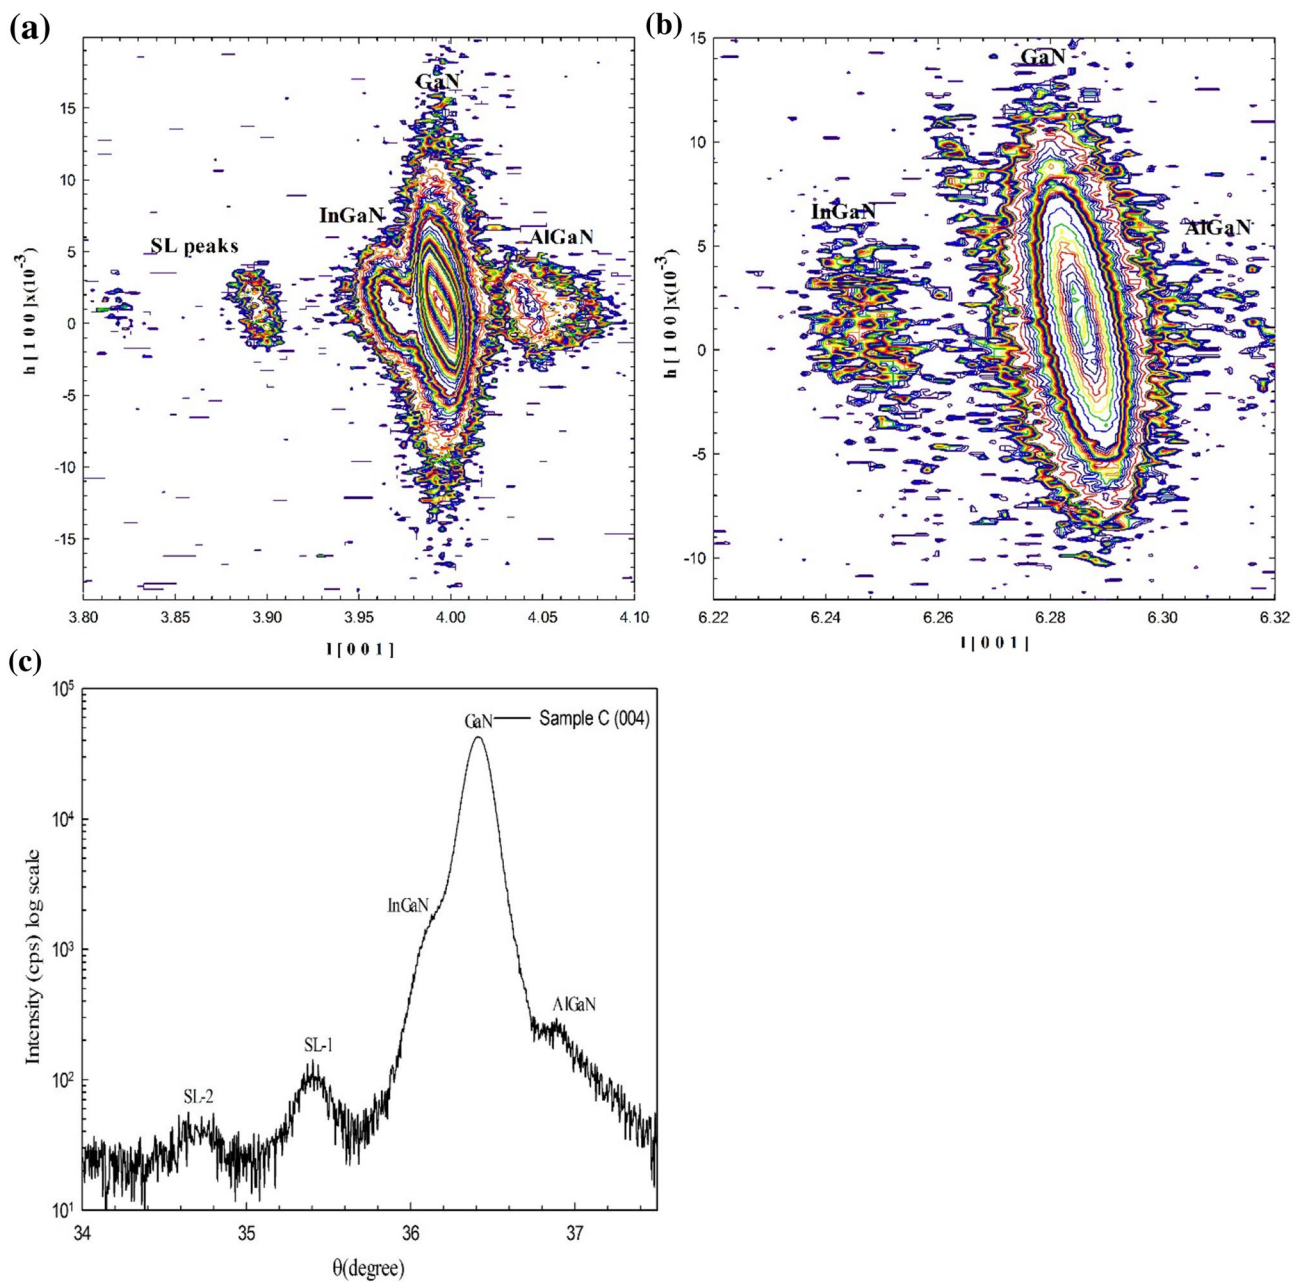 (a)
GaN
InGaN
SL peaks
AlGaN
15
10
5
0
-5
-10
-15
h [ 1 0 0 ]x(10-3)
3.80
3.85
3.90
3.95
4.00
4.05
4.10
l [ 0 0 1 ]
(b)
GaN
InGaN
AlGaN
15
10
5
0
-5
-10
h [ 1 0 0 ]x(10-3)
6.22
6.24
6.26
6.28
6.30
6.32
l [ 0 0 1 ]
(c)
GaN
Sample C (004)
InGaN
AlGaN
SL-1
SL-2
10⁵
10⁴
10³
10²
10¹
Intensity (cps) log scale
34
35
36
37
θ(degree)